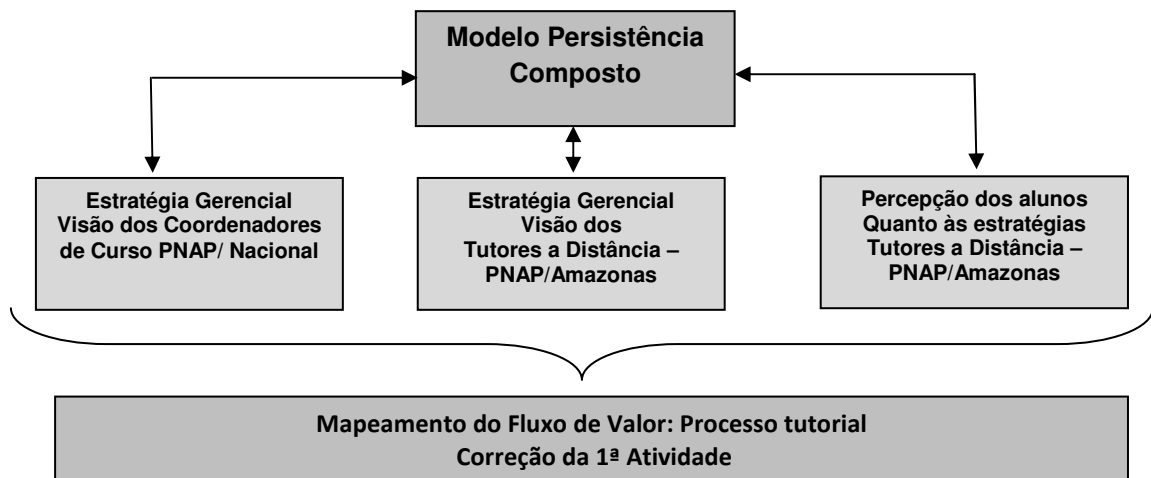 Modelo Persistência
Composto
Estratégia Gerencial
Visão dos Coordenadores
de Curso PNAP/ Nacional
Estratégia Gerencial
Visão dos
Tutores a Distância –
PNAP/Amazonas
Percepção dos alunos
Quanto às estratégias
Tutores a Distância –
PNAP/Amazonas
Mapeamento do Fluxo de Valor: Processo tutorial
Correção da 1ª Atividade